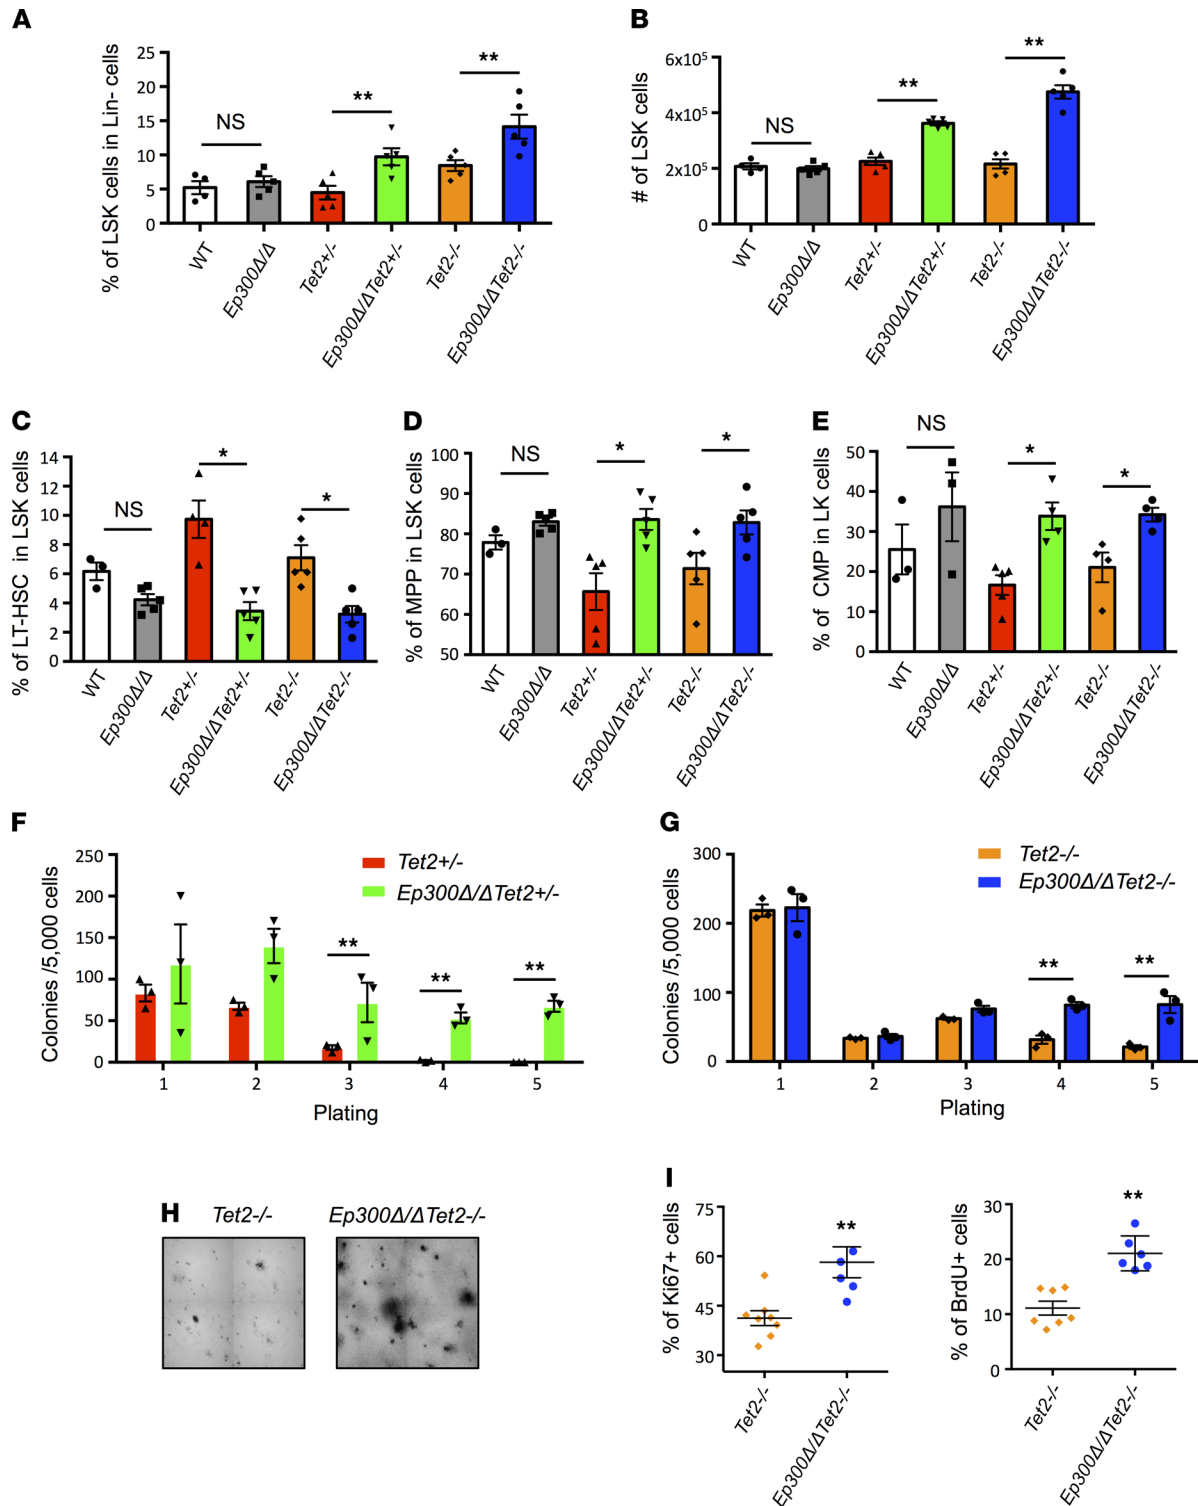 A
% of LSK cells in Lin- cells
25
20
15
10
5
0
NS
**
**
WT
Ep300Δ/Δ
Tet2+/-
Ep300Δ/ΔTet2+/-
Tet2-/-
Ep300Δ/ΔTet2-/-
B
# of LSK cells
6x10⁵
4x10⁵
2x10⁵
0
NS
**
**
WT
Ep300Δ/Δ
Tet2+/-
Ep300Δ/ΔTet2+/-
Tet2-/-
Ep300Δ/ΔTet2-/-
C
% of LT-HSC in LSK cells
14
12
10
8
6
4
2
0
NS
*
*
WT
Ep300Δ/Δ
Tet2+/-
Ep300Δ/ΔTet2+/-
Tet2-/-
Ep300Δ/ΔTet2-/-
D
% of MPP in LSK cells
100
90
80
70
60
50
NS
*
*
WT
Ep300Δ/Δ
Tet2+/-
Ep300Δ/ΔTet2+/-
Tet2-/-
Ep300Δ/ΔTet2-/-
E
% of CMP in LK cells
50
40
30
20
10
0
NS
*
*
WT
Ep300Δ/Δ
Tet2+/-
Ep300Δ/ΔTet2+/-
Tet2-/-
Ep300Δ/ΔTet2-/-
F
Colonies /5,000 cells
250
200
150
100
50
0
Tet2+/-
Ep300Δ/ΔTet2+/-
**
**
**
1 2 3 4 5
Plating
G
Colonies /5,000 cells
300
200
100
0
Tet2-/-
Ep300Δ/ΔTet2-/-
**
**
1 2 3 4 5
Plating
H
Tet2-/- Ep300Δ/ΔTet2-/-
I
% of Ki67+ cells
75
60
45
30
**
Tet2-/-
Ep300Δ/ΔTet2-/-
% of BrdU+ cells
30
20
10
0
**
Tet2-/-
Ep300Δ/ΔTet2-/-